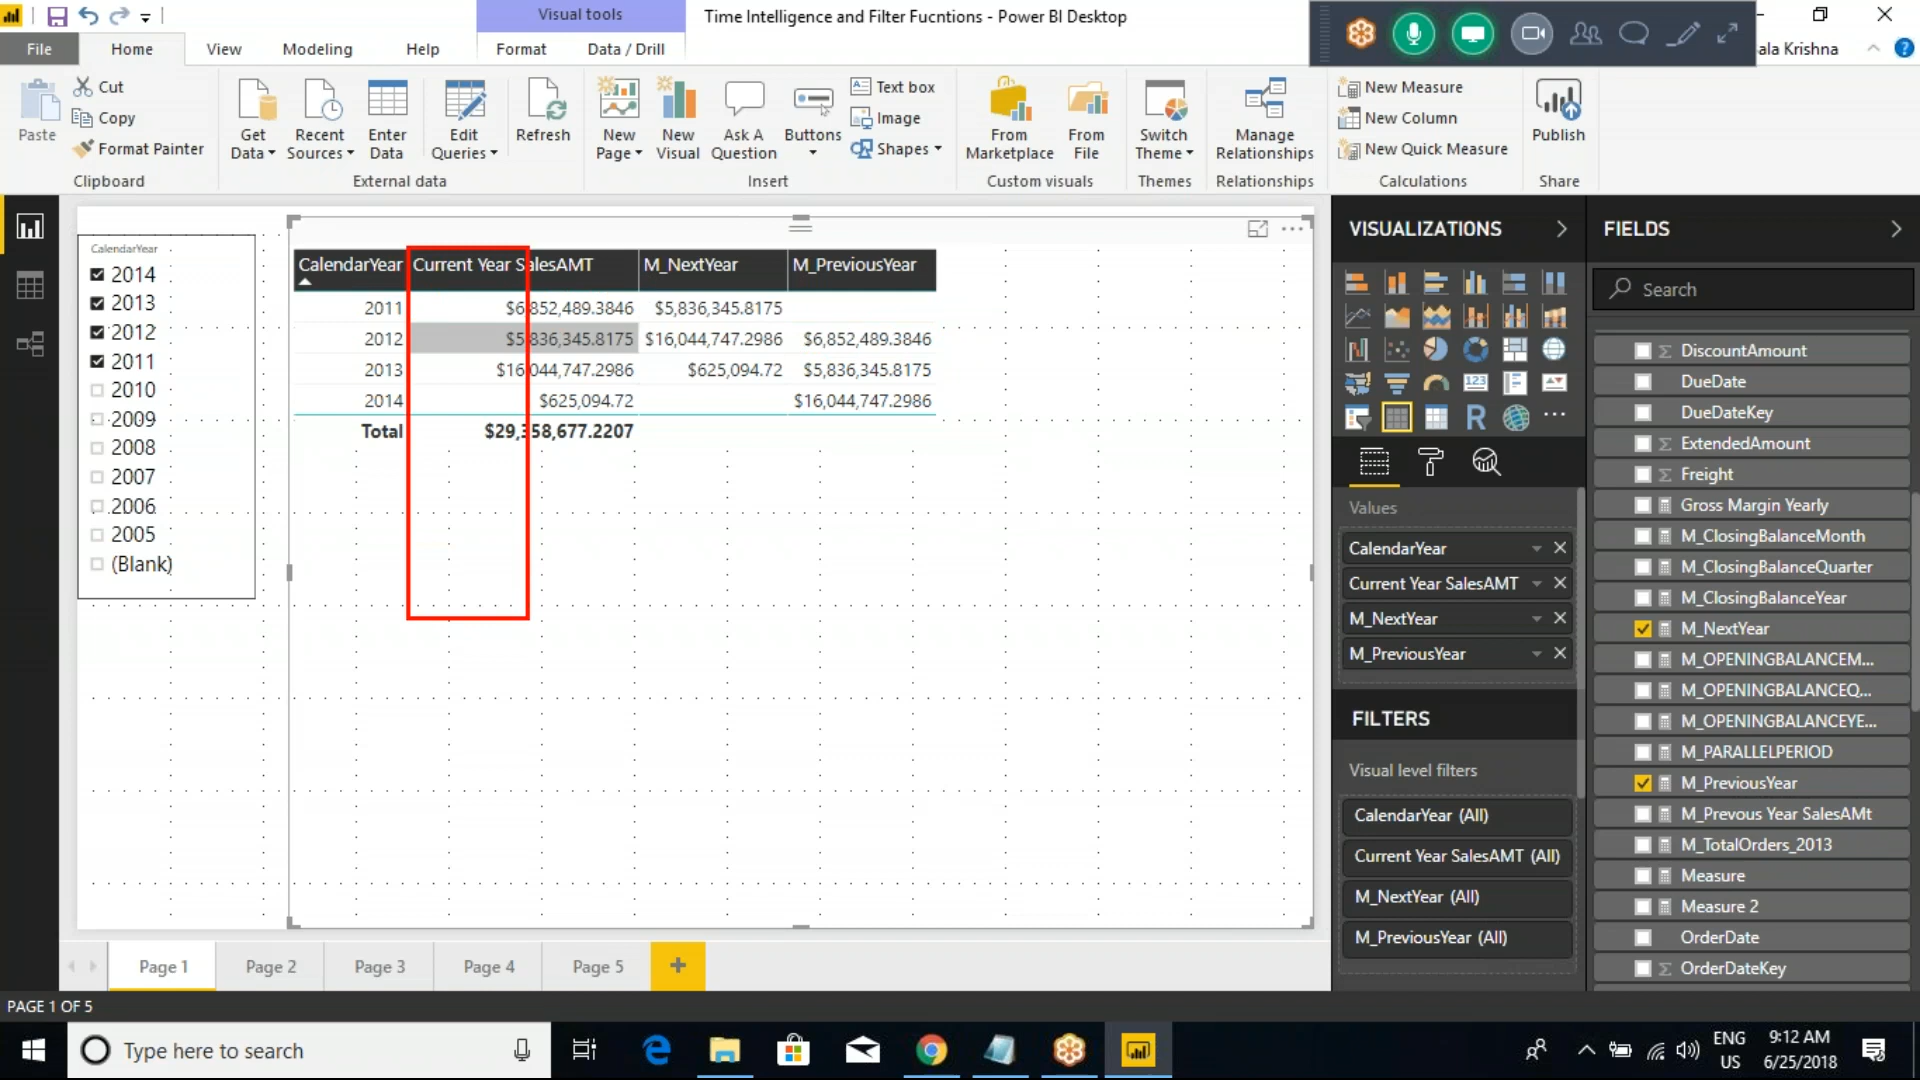 Visual tools
Time Intelligence and Filter Fucntions - Power BI Desktop
ala Krishna
File
Home
View
Modeling
Help
Format
Data / Drill
Paste
Cut
Copy
Format Painter
Clipboard
Get Data
Recent Sources
Enter Data
Edit Queries
Refresh
External data
New Page
New Visual
Ask A Question
Buttons
Text box
Image
Shapes
Insert
From Marketplace
From File
Custom visuals
Switch Theme
Themes
Manage Relationships
Relationships
New Measure
New Column
New Quick Measure
Calculations
Publish
Share
CalendarYear
2014
2013
2012
2011
2010
2009
2008
2007
2006
2005
(Blank)
CalendarYear Current Year SalesAMT M_NextYear M_PreviousYear
2011 $6,852,489.3846 $5,836,345.8175
2012 $5,836,345.8175 $16,044,747.2986 $6,852,489.3846
2013 $16,044,747.2986 $625,094.72 $5,836,345.8175
2014 $625,094.72 $16,044,747.2986
Total $29,358,677.2207
VISUALIZATIONS
R
123
Values
CalendarYear
Current Year SalesAMT
M_NextYear
M_PreviousYear
FILTERS
Visual level filters
CalendarYear (All)
Current Year SalesAMT (All)
M_NextYear (All)
M_PreviousYear (All)
FIELDS
Search
DiscountAmount
DueDate
DueDateKey
ExtendedAmount
Freight
Gross Margin Yearly
M_ClosingBalanceMonth
M_ClosingBalanceQuarter
M_ClosingBalanceYear
M_NextYear
M_OPENINGBALANCEM...
M_OPENINGBALANCEQ...
M_OPENINGBALANCEYE...
M_PARALLELPERIOD
M_PreviousYear
M_Prevous Year SalesAMt
M_TotalOrders_2013
Measure
Measure 2
OrderDate
OrderDateKey
Page 1
Page 2
Page 3
Page 4
Page 5
PAGE 1 OF 5
Type here to search
ENG
US
9:12 AM
6/25/2018